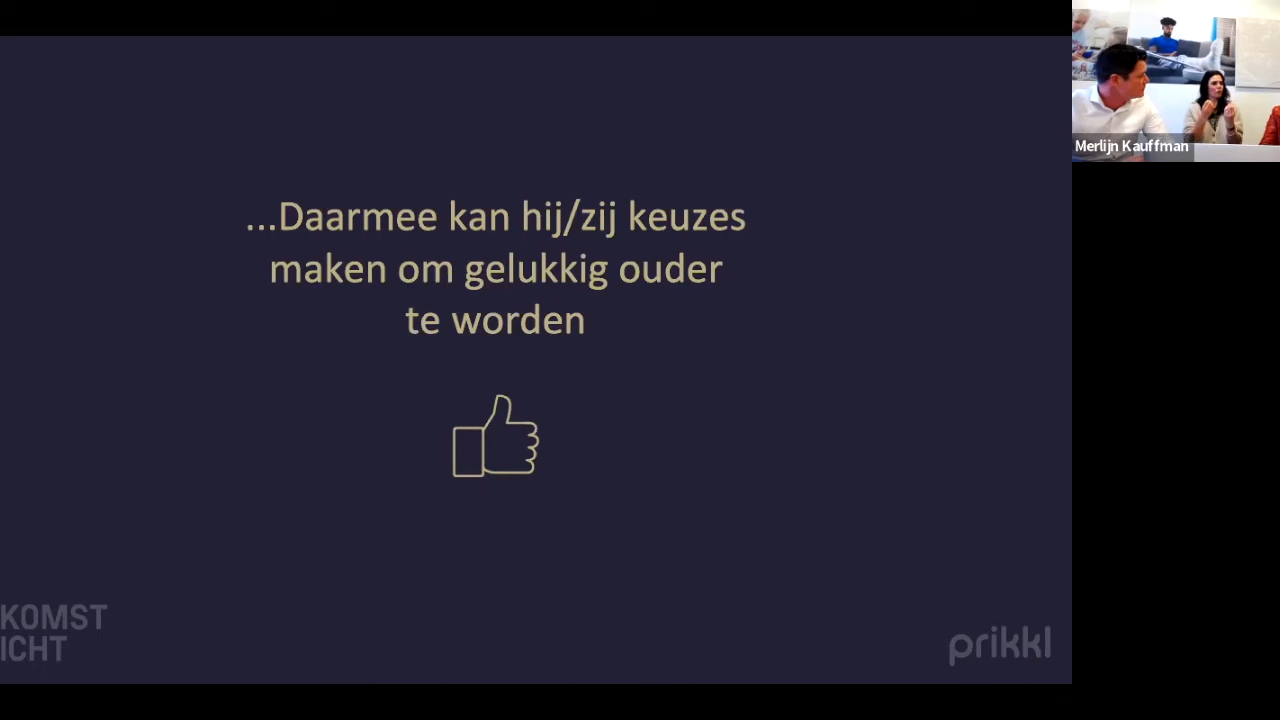 Merlijn Kauffman
...Daarmee kan hij/zij keuzes
maken om gelukkig ouder
te worden
KOMST
ICHT
prikkl